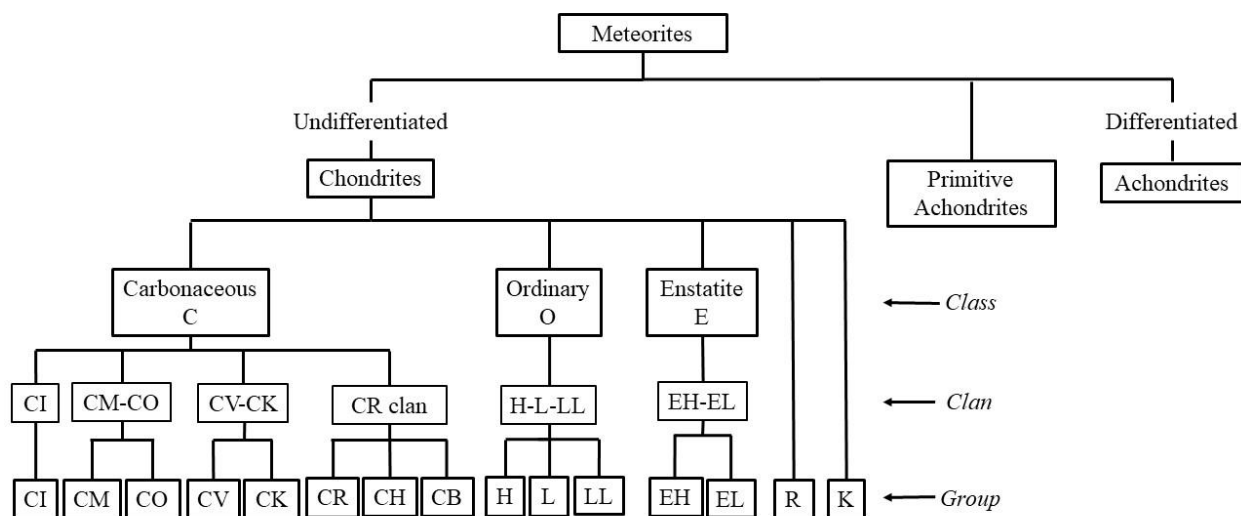 Meteorites
Undifferentiated
Differentiated
Chondrites
Primitive
Achondrites
Achondrites
Carbonaceous
C
Ordinary
O
Enstatite
E
Class
CI
CM-CO
CV-CK
CR clan
H-L-LL
EH-EL
Clan
CI
CM
CO
CV
CK
CR
CH
CB
H
L
LL
EH
EL
R
K
Group